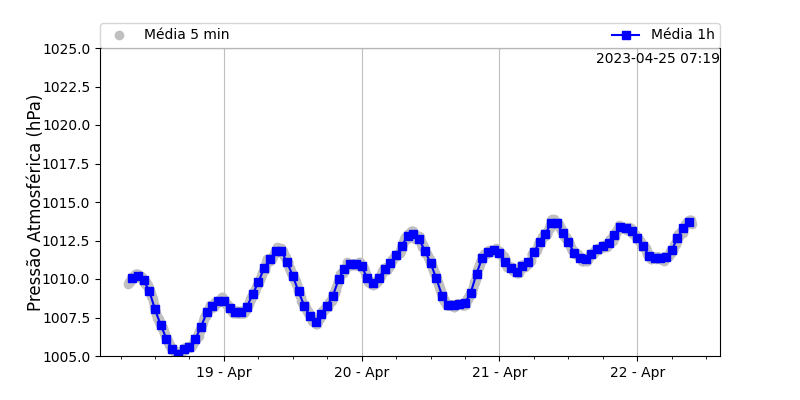 Média 5 min
Média 1h
2023-04-25 07:19
Pressão Atmosférica (hPa)
1025.0
1022.5
1020.0
1017.5
1015.0
1012.5
1010.0
1007.5
1005.0
19 - Apr
20 - Apr
21 - Apr
22 - Apr